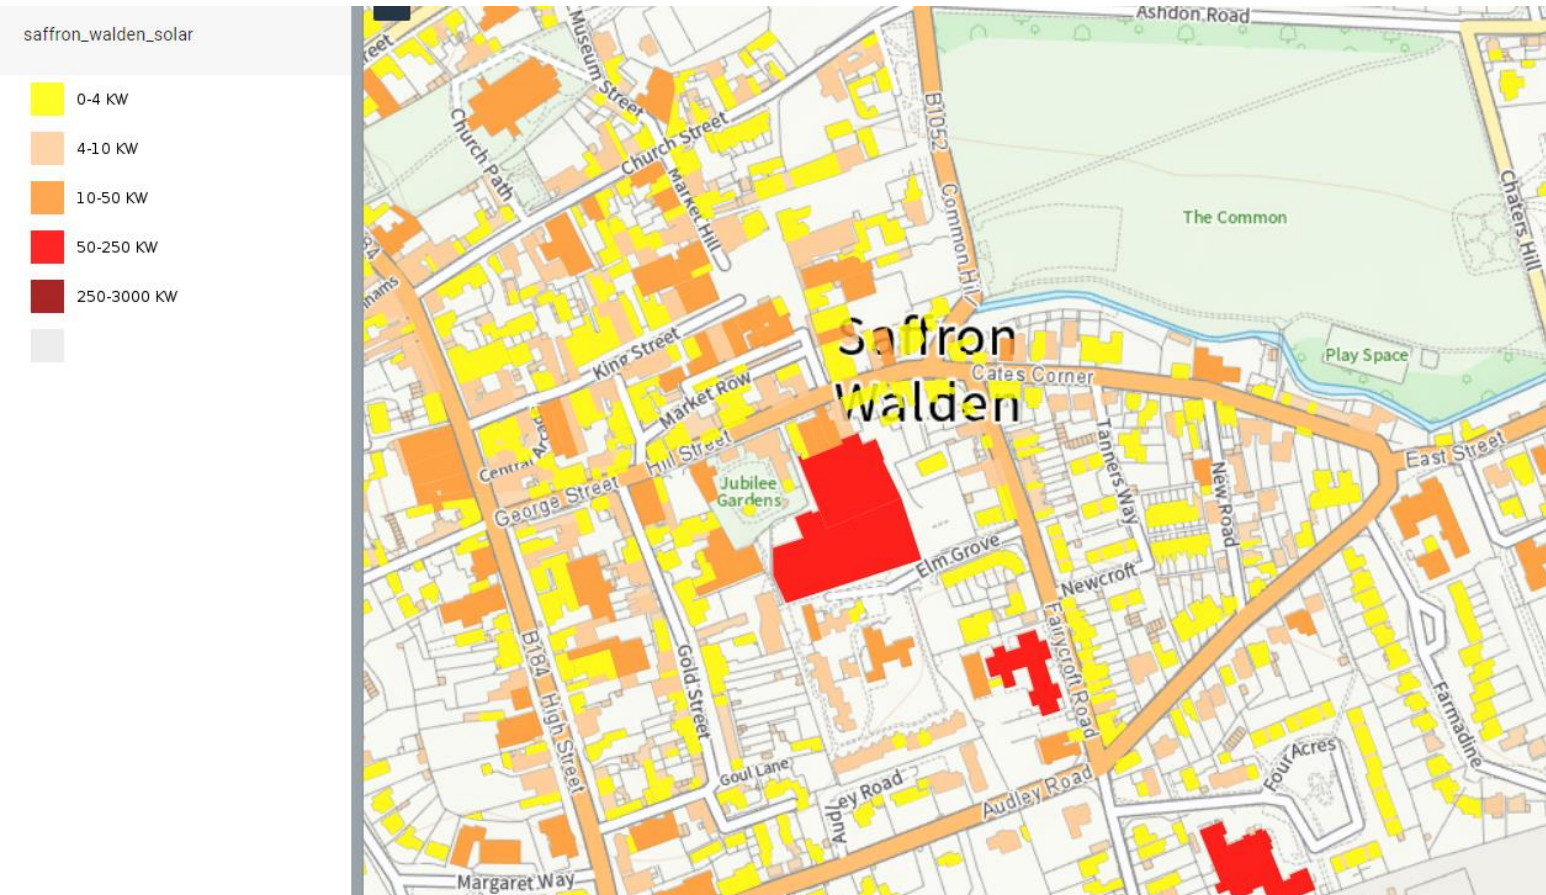 saffron_walden_solar
0-4 KW
4-10 KW
10-50 KW
50-250 KW
250-3000 KW
Ashdon Road
Museum Street
reet
B1052
Church Path
Church Street
Market Hill
Common Hill
The Common
Chaters Hill
84
hams
King Street
Saffron
Walden
Play Space
Cates Corner
Market Row
Hill Street
Central Arcade
George Street
Jubilee
Gardens
Tanners Way
New Road
East Street
Elm Grove
Newcroft
B184
High Street
Gold Street
Fairycroft Road
Farmadine
Four Acres
Goul Lane
Audley Road
Audley Road
Margaret Way